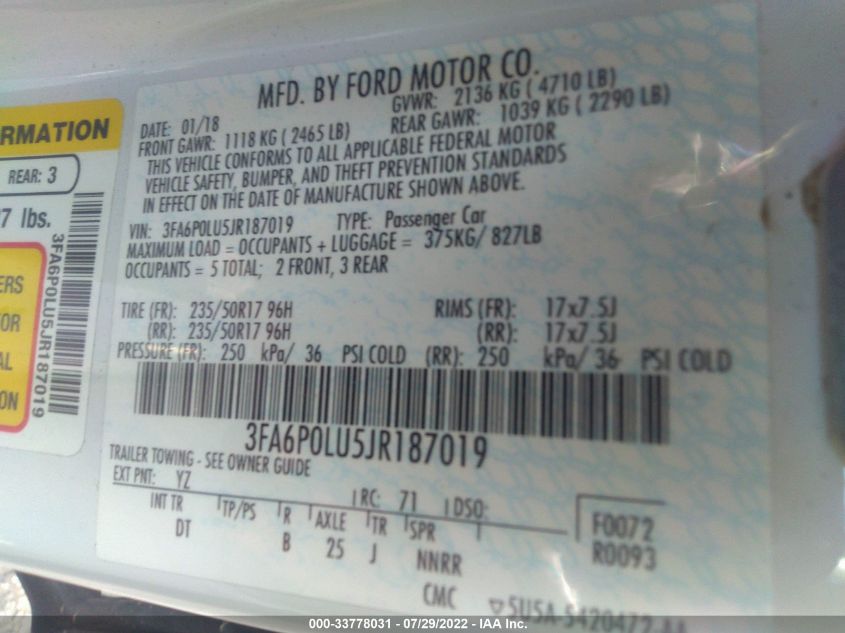 MFD. BY FORD MOTOR CO.
DATE: 01/18 GVWR: 2136 KG ( 4710 LB)
FRONT GAWR: 1118 KG ( 2465 LB) REAR GAWR: 1039 KG ( 2290 LB)
THIS VEHICLE CONFORMS TO ALL APPLICABLE FEDERAL MOTOR
VEHICLE SAFETY, BUMPER, AND THEFT PREVENTION STANDARDS
IN EFFECT ON THE DATE OF MANUFACTURE SHOWN ABOVE.
VIN: 3FA6P0LU5JR187019 TYPE: Passenger Car
MAXIMUM LOAD = OCCUPANTS + LUGGAGE = 375KG/ 827LB
OCCUPANTS = 5 TOTAL; 2 FRONT, 3 REAR
TIRE (FR): 235/50R17 96H RIMS (FR): 17x7.5J
(RR): 235/50R17 96H (RR): 17x7.5J
PRESSURE (FR): 250 kPa/ 36 PSI COLD (RR): 250 kPa/ 36 PSI COLD
3FA6P0LU5JR187019
TRAILER TOWING - SEE OWNER GUIDE
EXT PNT: YZ RC: 71 DSO:
INT TR TP/PS R AXLE TR SPR F0072
DT B 25 J NNRR R0093
CMC
RMATION
REAR: 3
7 lbs.
3FA6P0LU5JR187019
ERS
OR
AL
ON
000-33778031 - 07/29/2022 - IAA Inc.